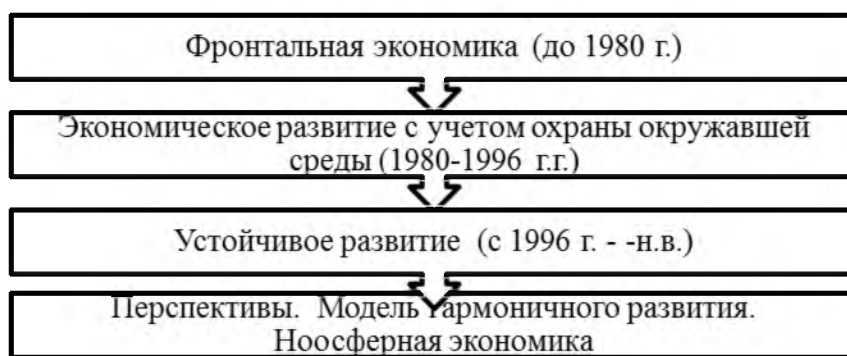 Фронтальная экономика (до 1980 г.)
Экономическое развитие с учетом охраны окружавшей
среды (1980-1996 г.г.)
Устойчивое развитие (с 1996 г. - -н.в.)
Перспективы. Модель гармоничного развития.
Ноосферная экономика